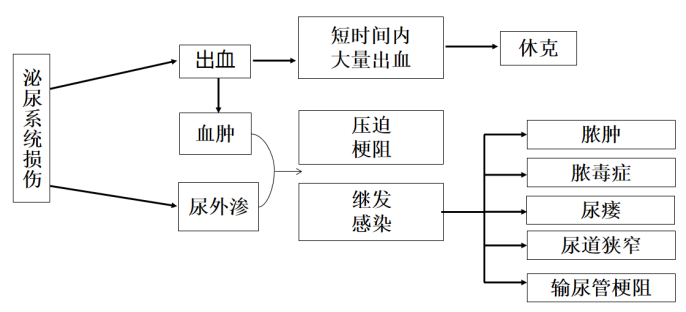 泌尿系统损伤
出血
短时间内
大量出血
休克
血肿
尿外渗
压迫
梗阻
继发
感染
脓肿
脓毒症
尿瘘
尿道狭窄
输尿管梗阻